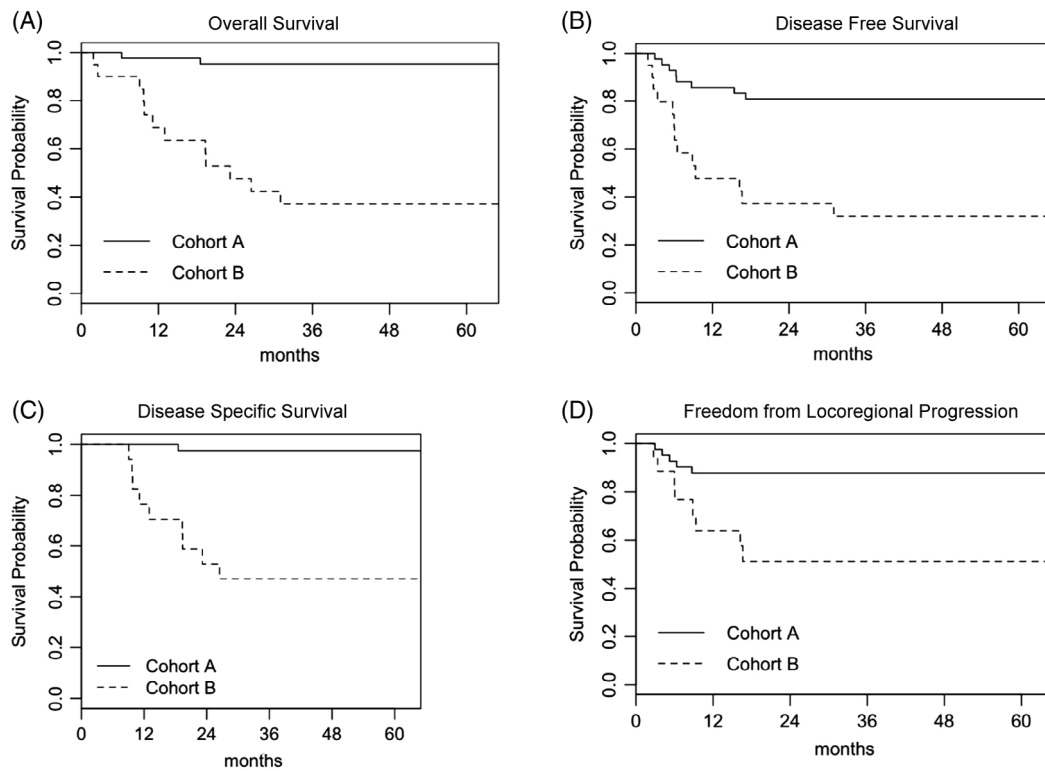 (A)
Overall Survival
Survival Probability
1.0
0.8
0.6
0.4
0.2
0.0
Cohort A
Cohort B
0 12 24 36 48 60
months
(B)
Disease Free Survival
Survival Probability
1.0
0.8
0.6
0.4
0.2
0.0
Cohort A
Cohort B
0 12 24 36 48 60
months
(C)
Disease Specific Survival
Survival Probability
1.0
0.8
0.6
0.4
0.2
0.0
Cohort A
Cohort B
0 12 24 36 48 60
months
(D)
Freedom from Locoregional Progression
Survival Probability
1.0
0.8
0.6
0.4
0.2
0.0
Cohort A
Cohort B
0 12 24 36 48 60
months